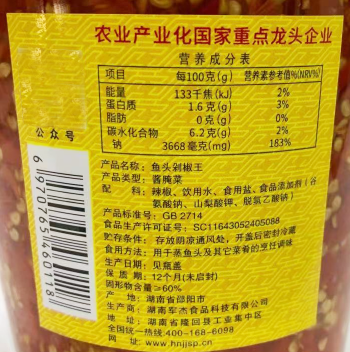 农业产业化国家重点龙头企业
营养成分表
项目 每100克(g) 营养素参考值%(NRV%)
能量 133千焦(kJ) 2%
蛋白质 1.6克(g) 3%
脂肪 0克(g) 0%
碳水化合物 6.2克(g) 2%
钠 3668毫克(mg) 183%
公众号
产品名称：鱼头剁椒王
产品类型：酱腌菜
配 料：辣椒、饮用水、食用盐、食品添加剂（谷
氨酸钠、山梨酸钾、脱氢乙酸钠）
产品标准号：GB 2714
食品生产许可证号：SC11643052405088
贮存条件：存放阴凉通风处、开盖后密封冷藏
食用方法：用于蒸鱼头及其它菜肴的烹饪调味
生产日期：见瓶盖
保 质 期：12个月(未启封)
固形物含量≥60%
产 地：湖南省邵阳市
生 产 商：湖南军杰食品科技有限公司
地 址：湖南省隆回县工业集中区
全国统一热线:400-168-6098
网址：www.hnjjsp.cn
6970765460118